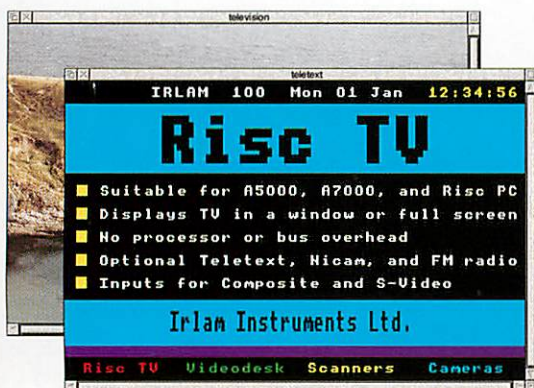 television
teletext
IRLAM 100 Mon 01 Jan 12:34:56
Risc TV
Suitable for A5000, A7000, and Risc PC
Displays TV in a window or full screen
No processor or bus overhead
Optional Teletext, Nicam, and FM radio
Inputs for Composite and S-Video
Irlam Instruments Ltd.
Risc TV Videodesk Scanners Cameras